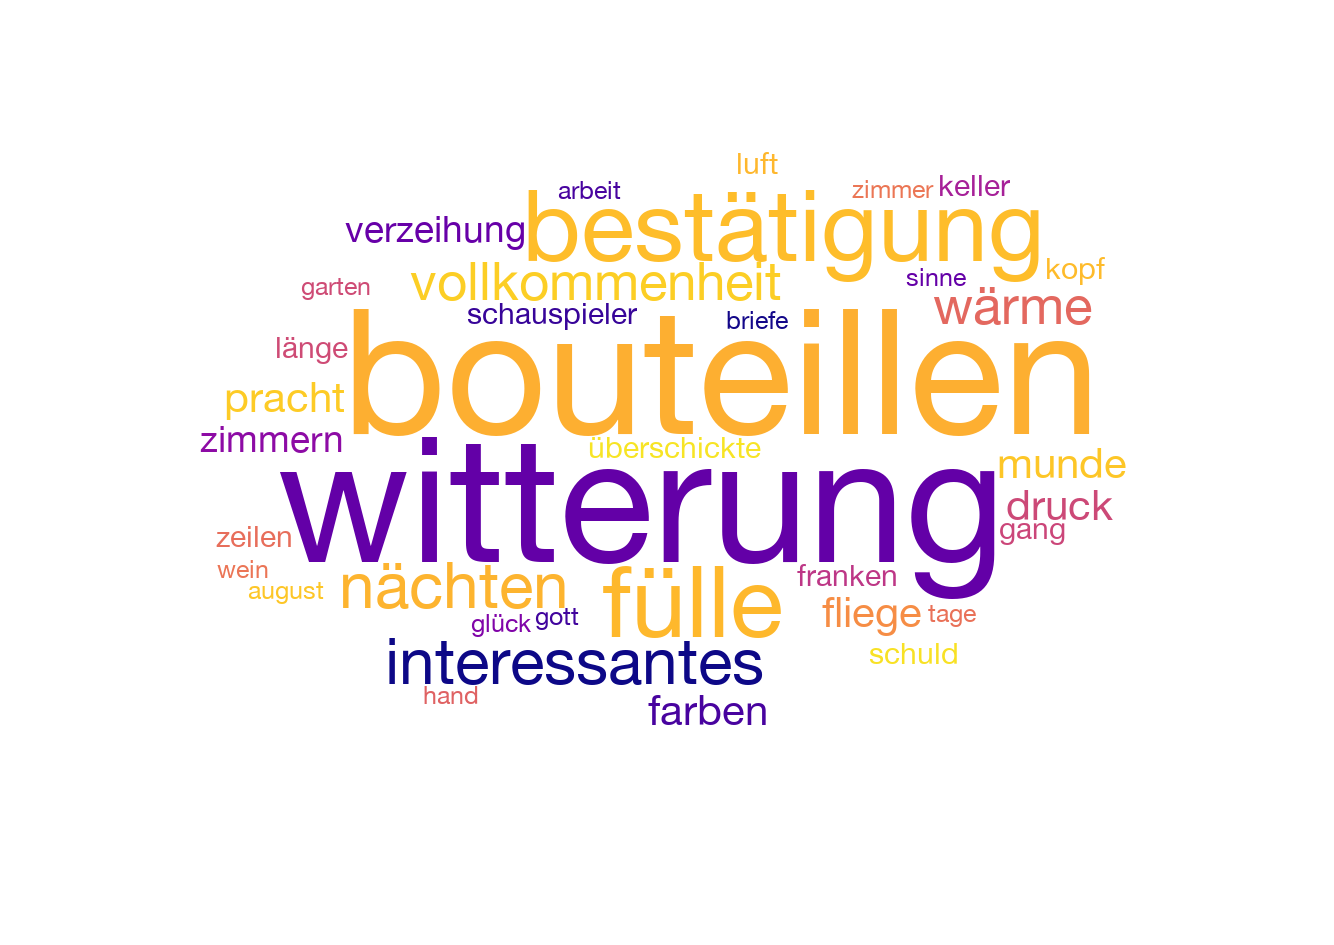 luft
arbeit
zimmer
keller
verzeihung
bestätigung
vollkommenheit
sinne
kopf
garten
schauspieler
briefe
wärme
länge
bouteillen
pracht
zimmern
überschickte
munde
witterung
druck
gang
zeilen
wein
august
nächten
fülle
franken
fliege
tage
glück
gott
interessantes
schuld
hand
farben